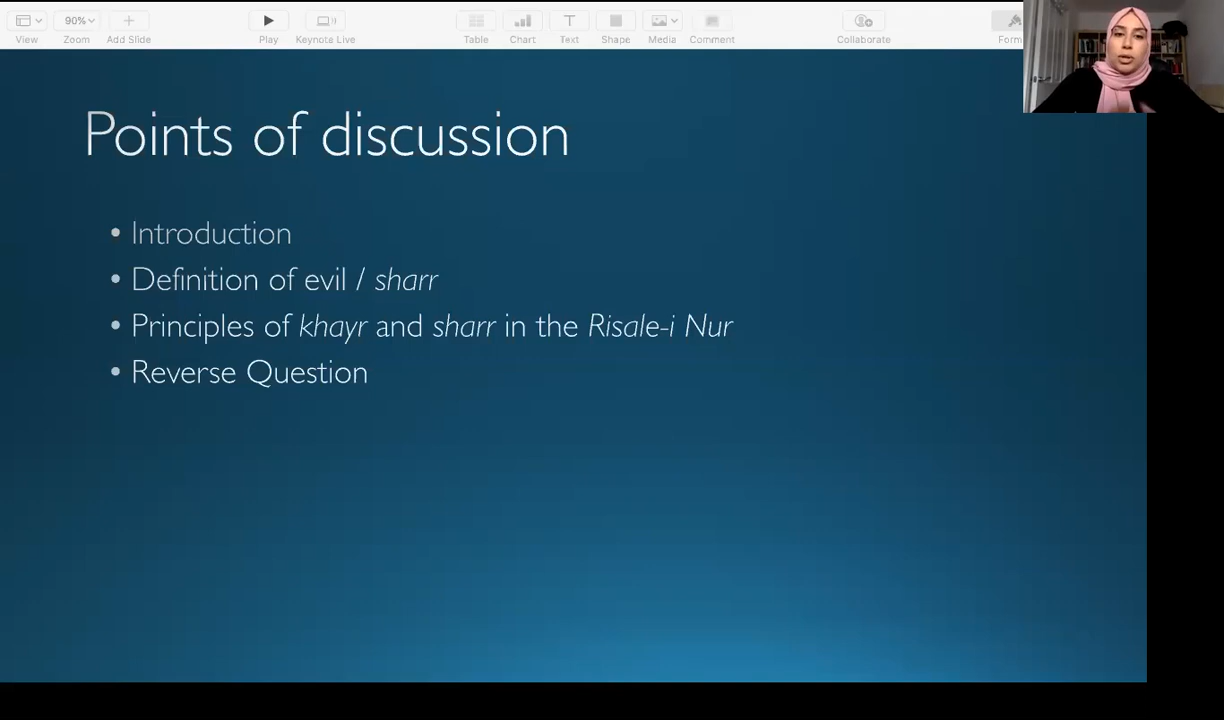 90%
View
Zoom
Add Slide
Play
Keynote Live
Table
Chart
Text
Shape
Media
Comment
Collaborate
Form
Points of discussion
• Introduction
• Definition of evil / sharr
• Principles of khayr and sharr in the Risale-i Nur
• Reverse Question